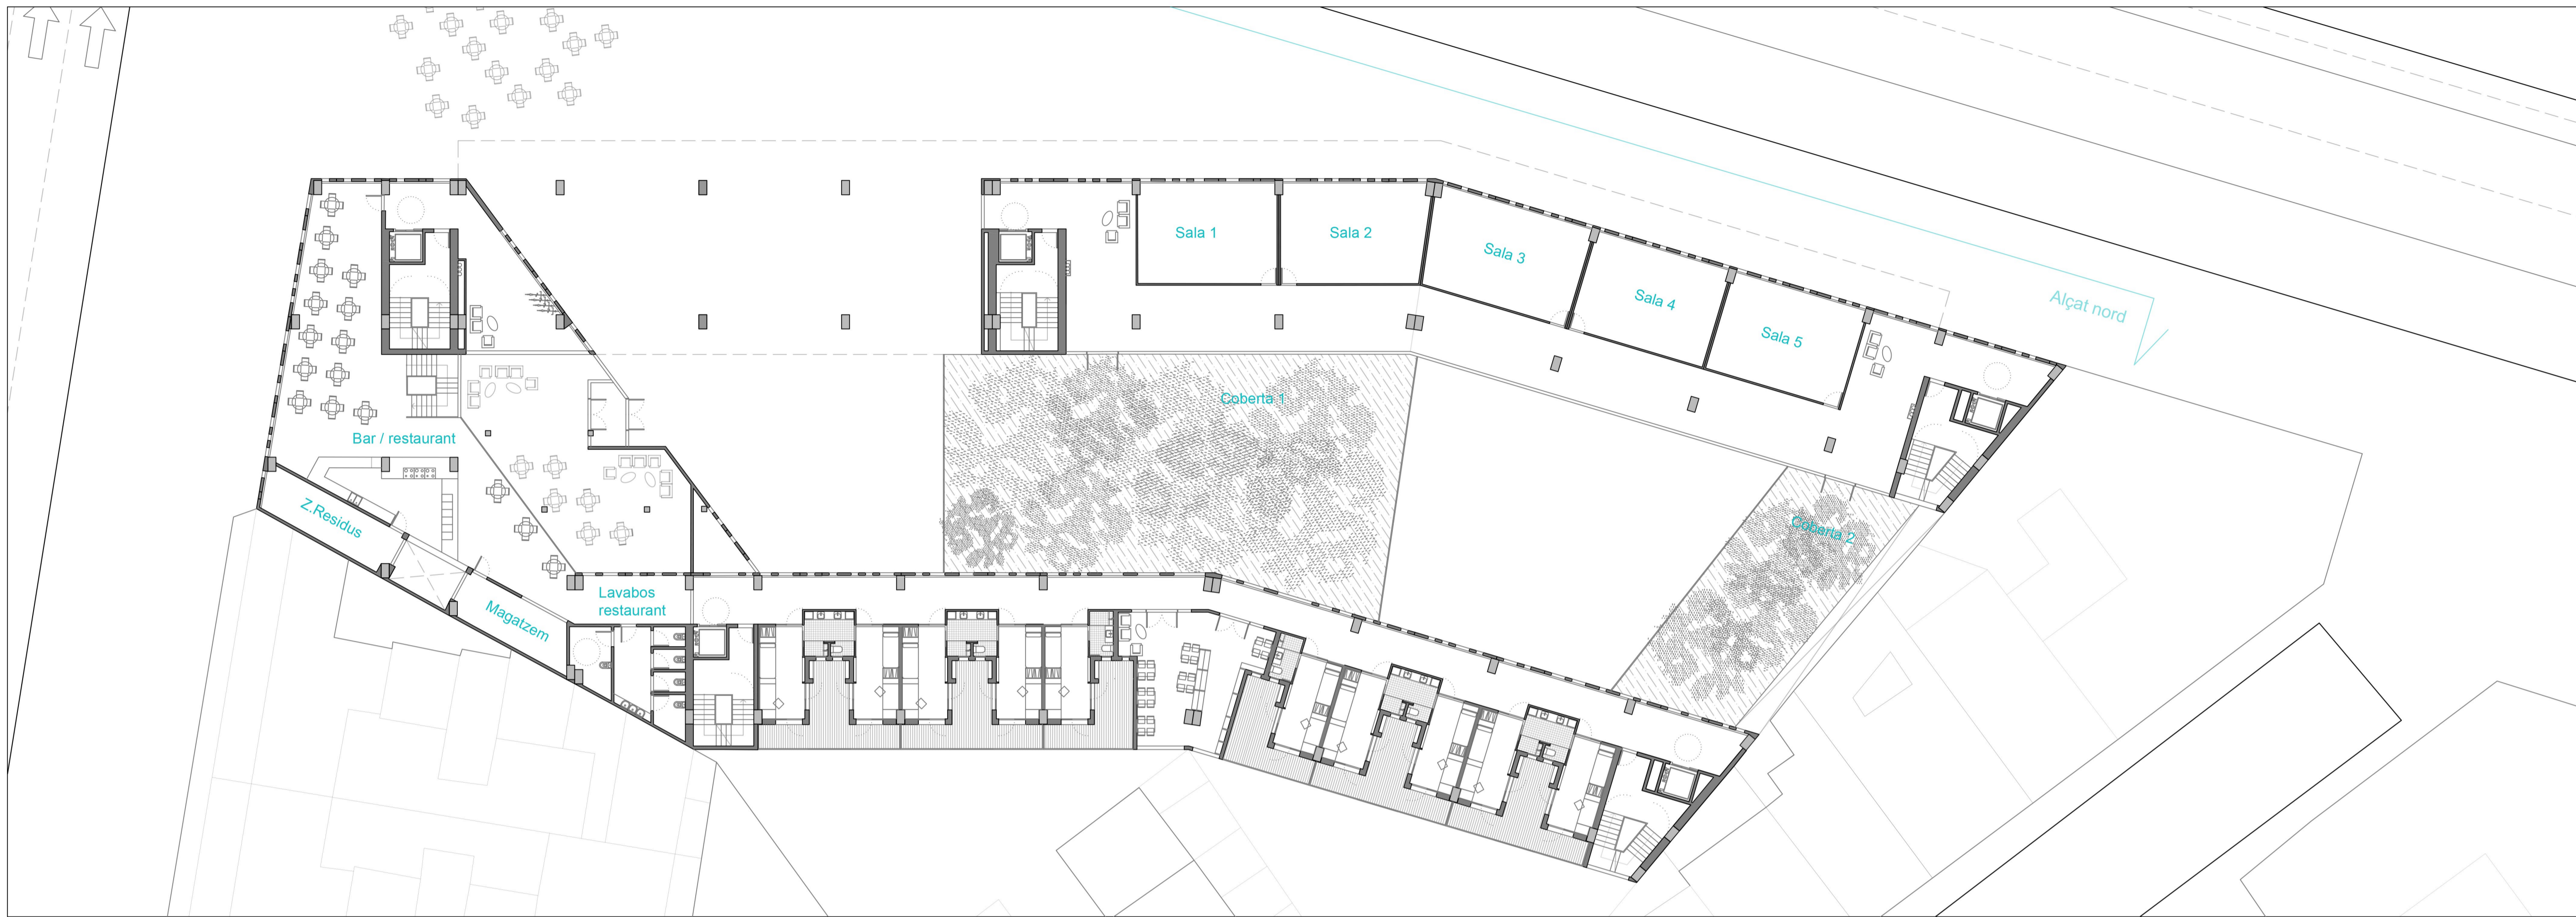 Sala 1
Sala 2
Sala 3
Sala 4
Sala 5
Alçat nord
Coberta 1
Bar / restaurant
Z.Residus
Coberta 2
Lavabos
restaurant
Magatzem